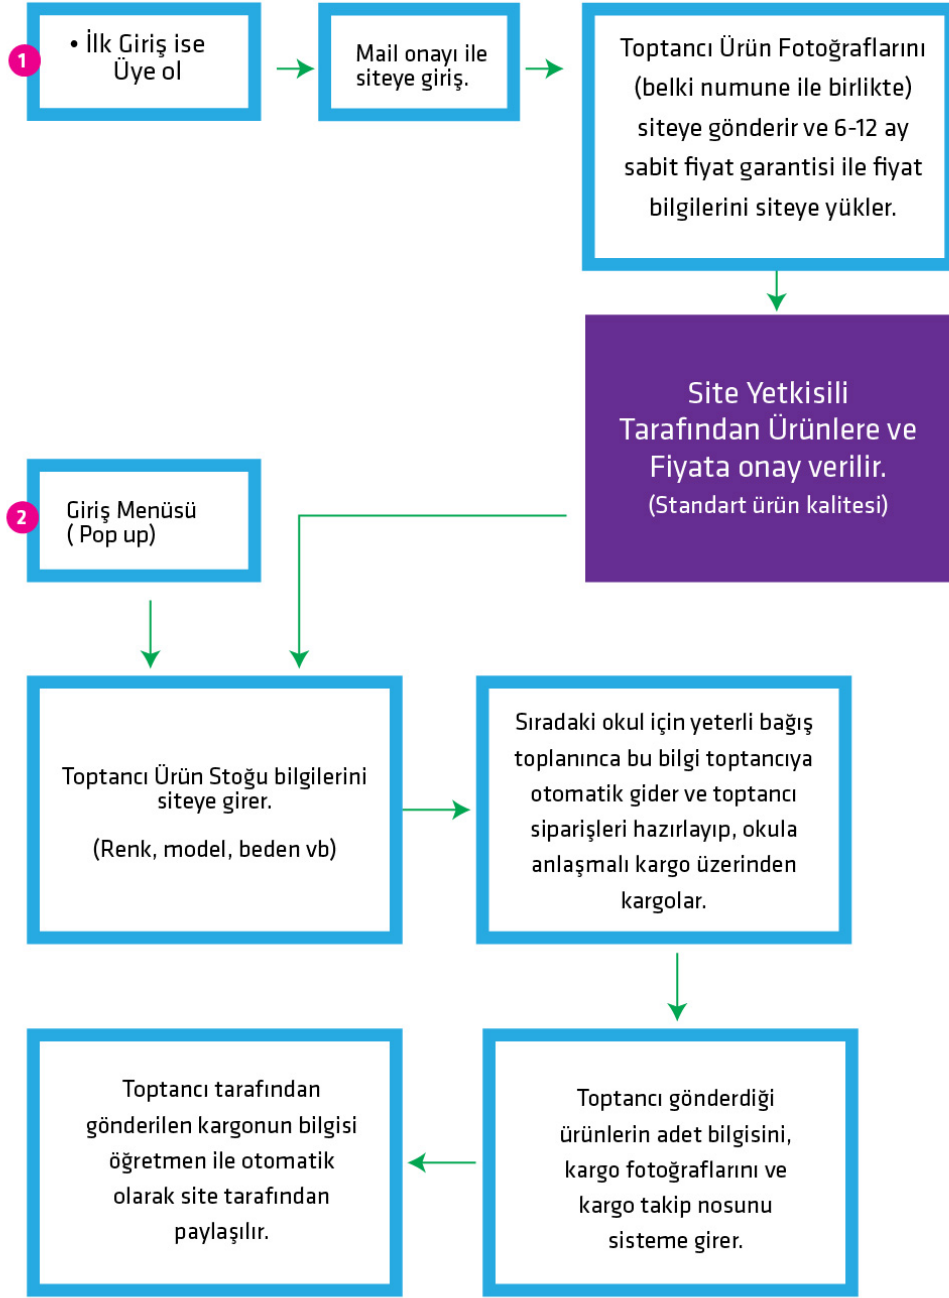 1
• İlk Giriş ise
Üye ol
Mail onayı ile
siteye giriş.
Toptancı Ürün Fotoğraflarını
(belki numune ile birlikte)
siteye gönderir ve 6-12 ay
sabit fiyat garantisi ile fiyat
bilgilerini siteye yükler.
Site Yetkisili
Tarafından Ürünlere ve
Fiyata onay verilir.
(Standart ürün kalitesi)
2
Giriş Menüsü
( Pop up)
Toptancı Ürün Stoğu bilgilerini
siteye girer.
(Renk, model, beden vb)
Sıradaki okul için yeterli bağış
toplanınca bu bilgi toptancıya
otomatik gider ve toptancı
siparişleri hazırlayıp, okula
anlaşmalı kargo üzerinden
kargolar.
Toptancı gönderdiği
ürünlerin adet bilgisini,
kargo fotoğraflarını ve
kargo takip nosunu
sisteme girer.
Toptancı tarafından
gönderilen kargonun bilgisi
öğretmen ile otomatik
olarak site tarafından
paylaşılır.